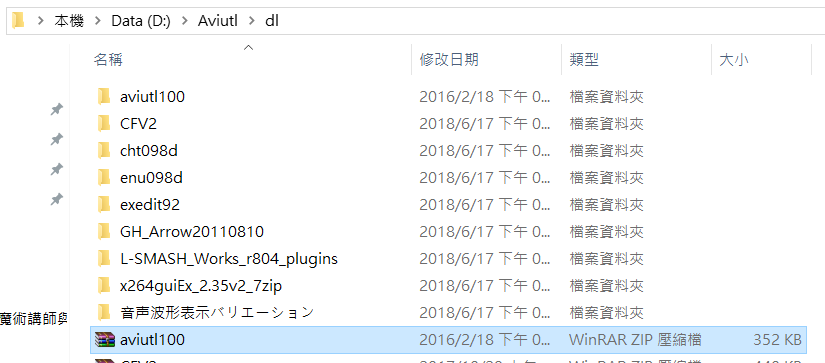 本機 > Data (D:) > Aviutl > dl
名稱 修改日期 類型 大小
aviutl100 2016/2/18 下午 0... 檔案資料夾
CFV2 2018/6/17 下午 0... 檔案資料夾
cht098d 2018/6/17 下午 0... 檔案資料夾
enu098d 2018/6/17 下午 0... 檔案資料夾
exedit92 2018/6/17 下午 0... 檔案資料夾
GH_Arrow20110810 2018/6/17 下午 0... 檔案資料夾
L-SMASH_Works_r804_plugins 2018/6/17 下午 0... 檔案資料夾
x264guiEx_2.35v2_7zip 2018/6/17 下午 0... 檔案資料夾
音声波形表示バリエーション 2018/6/17 下午 0... 檔案資料夾
魔術講師與
aviutl100 2016/2/18 下午 0... WinRAR ZIP 壓縮檔 352 KB